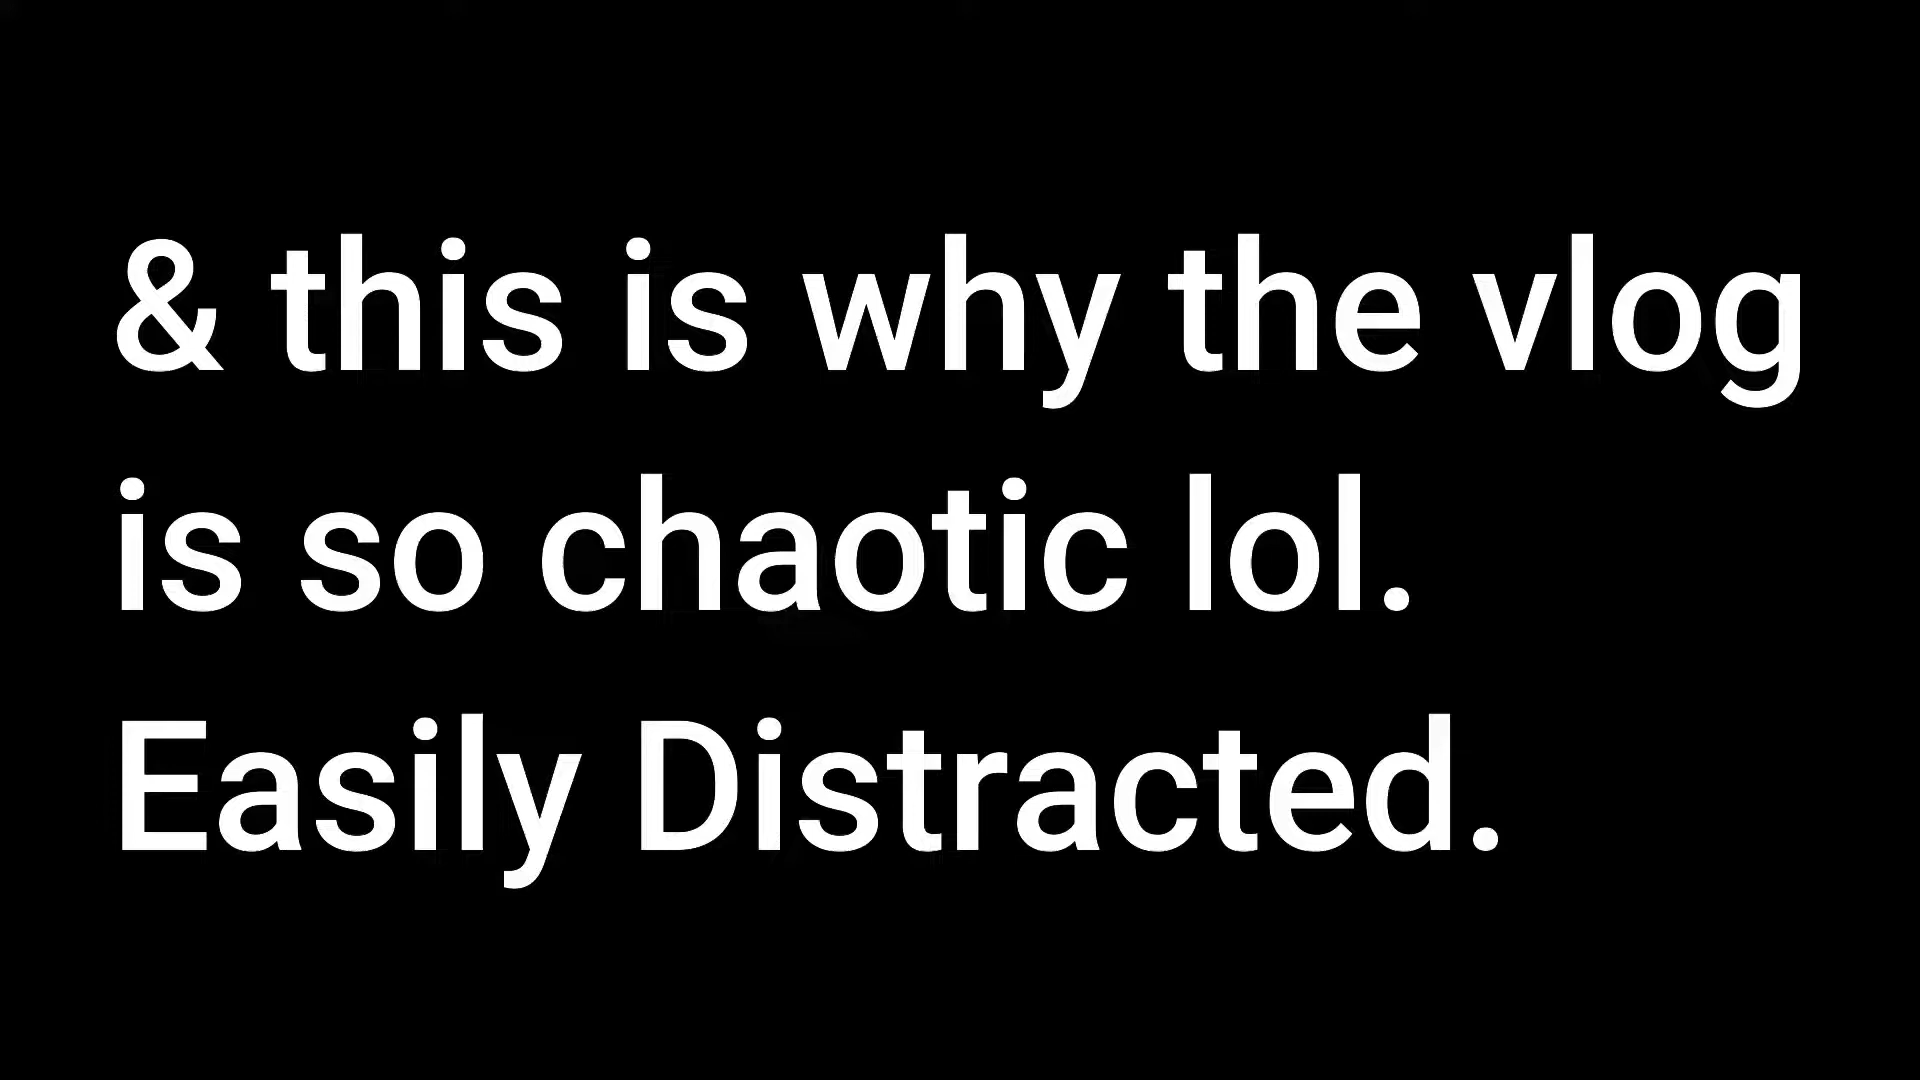 & this is why the vlog
is so chaotic lol.
Easily Distracted.